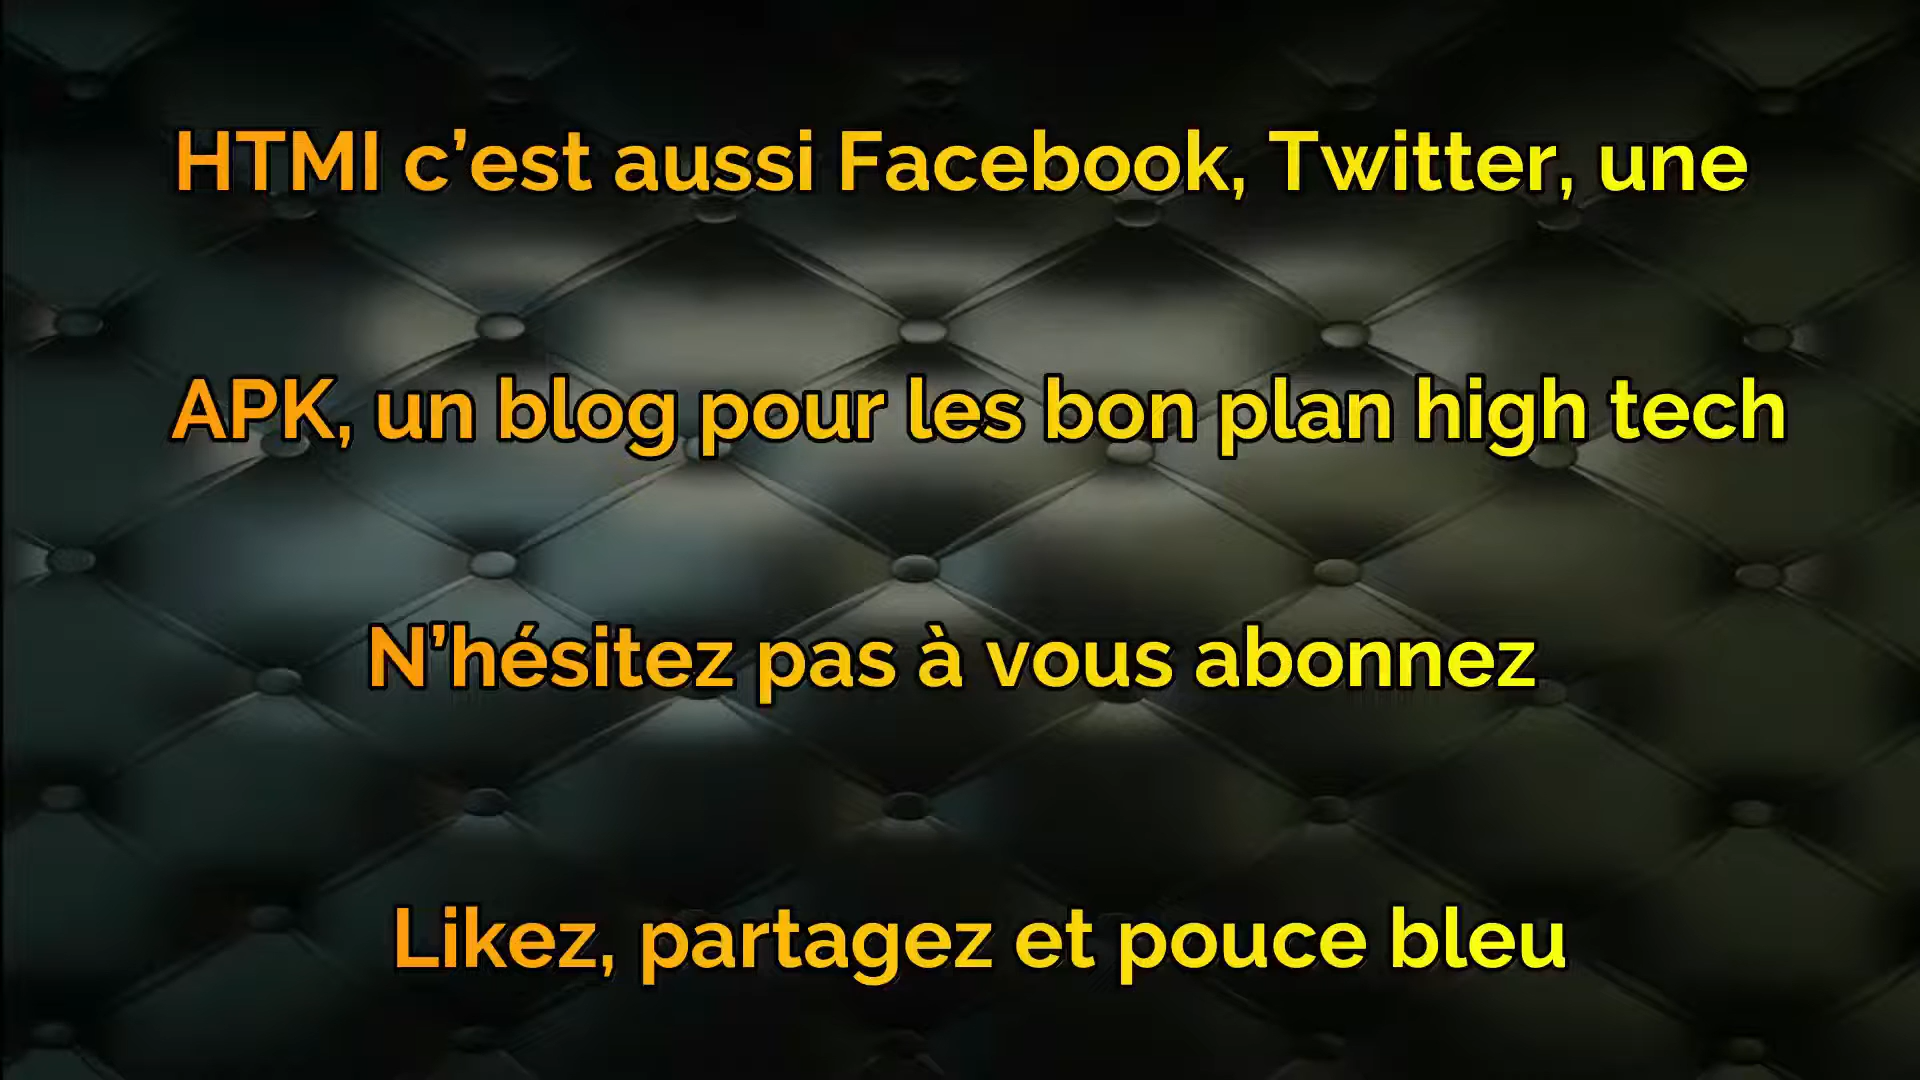 HTMI c’est aussi Facebook, Twitter, une
APK, un blog pour les bon plan high tech
N’hésitez pas à vous abonnez
Likez, partagez et pouce bleu